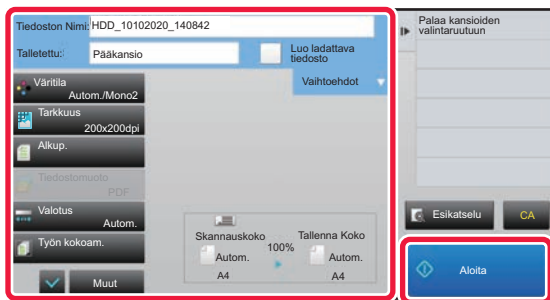 Tiedoston Nimi:
HDD_10102020_140842
Talletettu:
Pääkansio
Luo ladattava
tiedosto
Vaihtoehdot
Väritila
Autom./Mono2
Tarkkuus
200x200dpi
Alkup.
Tiedostomuoto
PDF
Valotus
Autom.
Työn kokoam.
Muut
Skannauskoko
Autom.
A4
100%
Tallenna Koko
Autom.
A4
Palaa kansioiden
valintaruutuun
Esikatselu
CA
Aloita